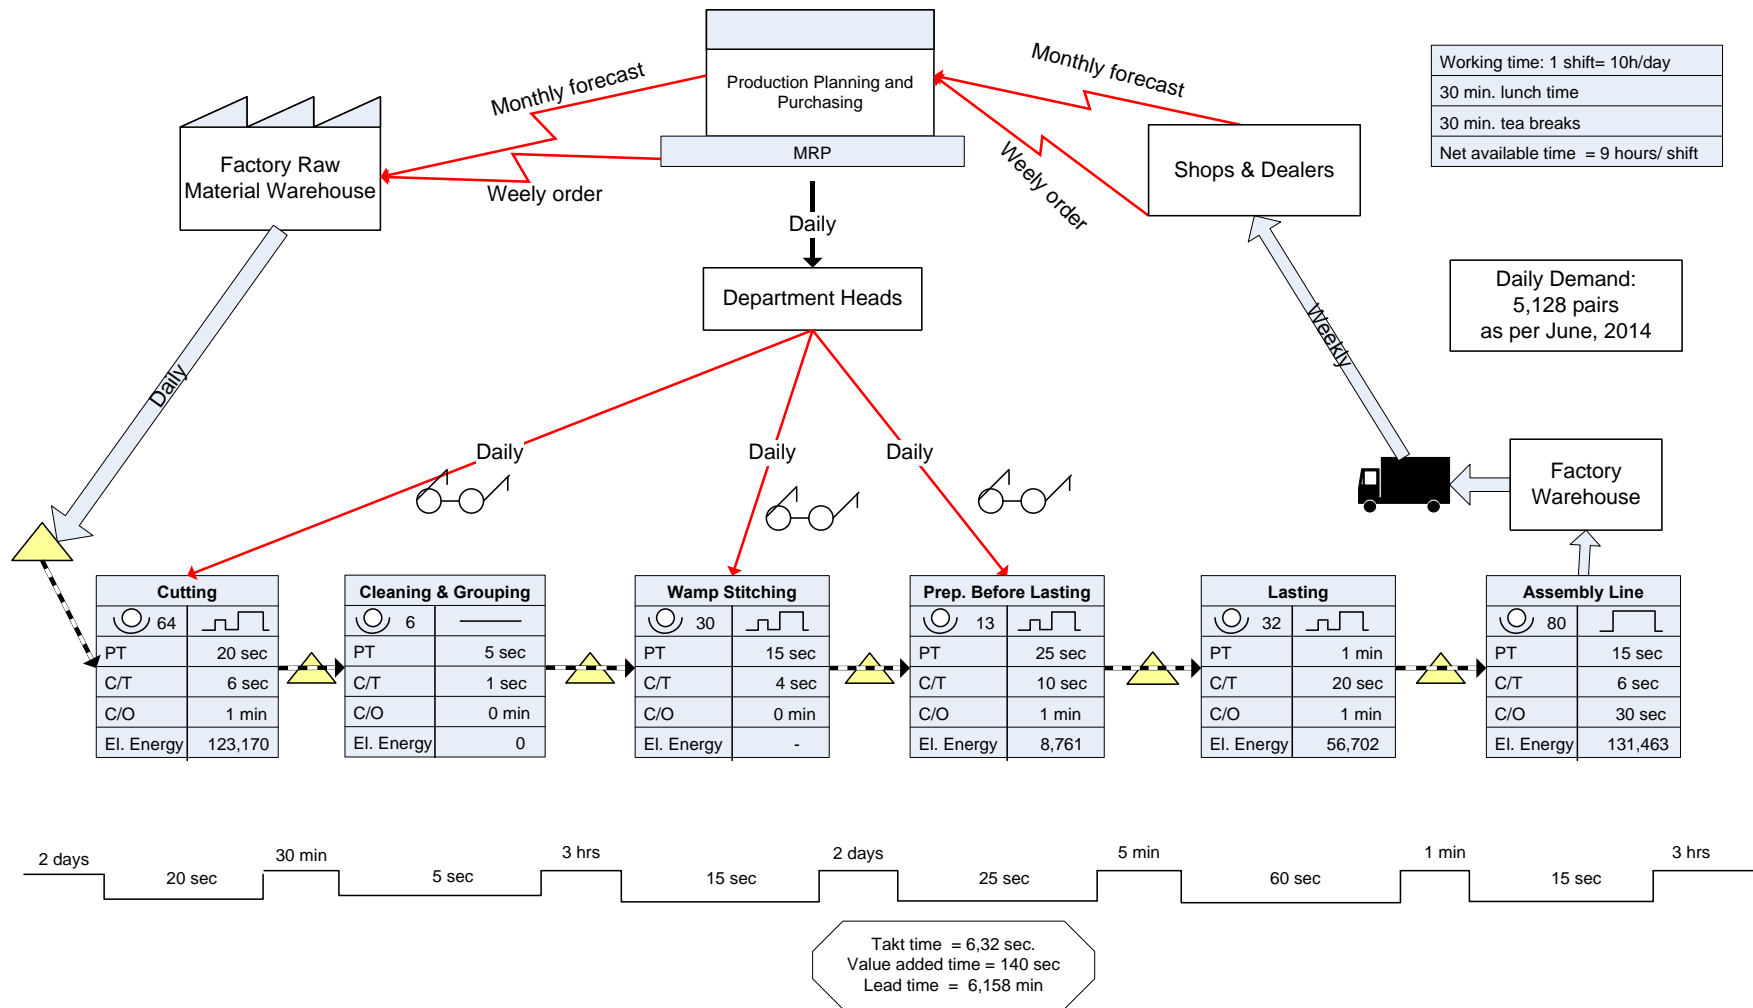 Production Planning and
Purchasing
MRP
Monthly forecast
Weely order
Factory Raw
Material Warehouse
Monthly forecast
Weely order
Shops & Dealers
Working time: 1 shift= 10h/day
30 min. lunch time
30 min. tea breaks
Net available time = 9 hours/ shift
Daily
Department Heads
Daily Demand:
5,128 pairs
as per June, 2014
Daily
Weekly
Daily
Daily
Daily
Factory
Warehouse
Cutting
64
PT 20 sec
C/T 6 sec
C/O 1 min
El. Energy 123,170
Cleaning & Grouping
6
PT 5 sec
C/T 1 sec
C/O 0 min
El. Energy 0
Wamp Stitching
30
PT 15 sec
C/T 4 sec
C/O 0 min
El. Energy -
Prep. Before Lasting
13
PT 25 sec
C/T 10 sec
C/O 1 min
El. Energy 8,761
Lasting
32
PT 1 min
C/T 20 sec
C/O 1 min
El. Energy 56,702
Assembly Line
80
PT 15 sec
C/T 6 sec
C/O 30 sec
El. Energy 131,463
2 days 20 sec 30 min 5 sec 3 hrs 15 sec 2 days 25 sec 5 min 60 sec 1 min 15 sec 3 hrs
Takt time = 6,32 sec.
Value added time = 140 sec
Lead time = 6,158 min